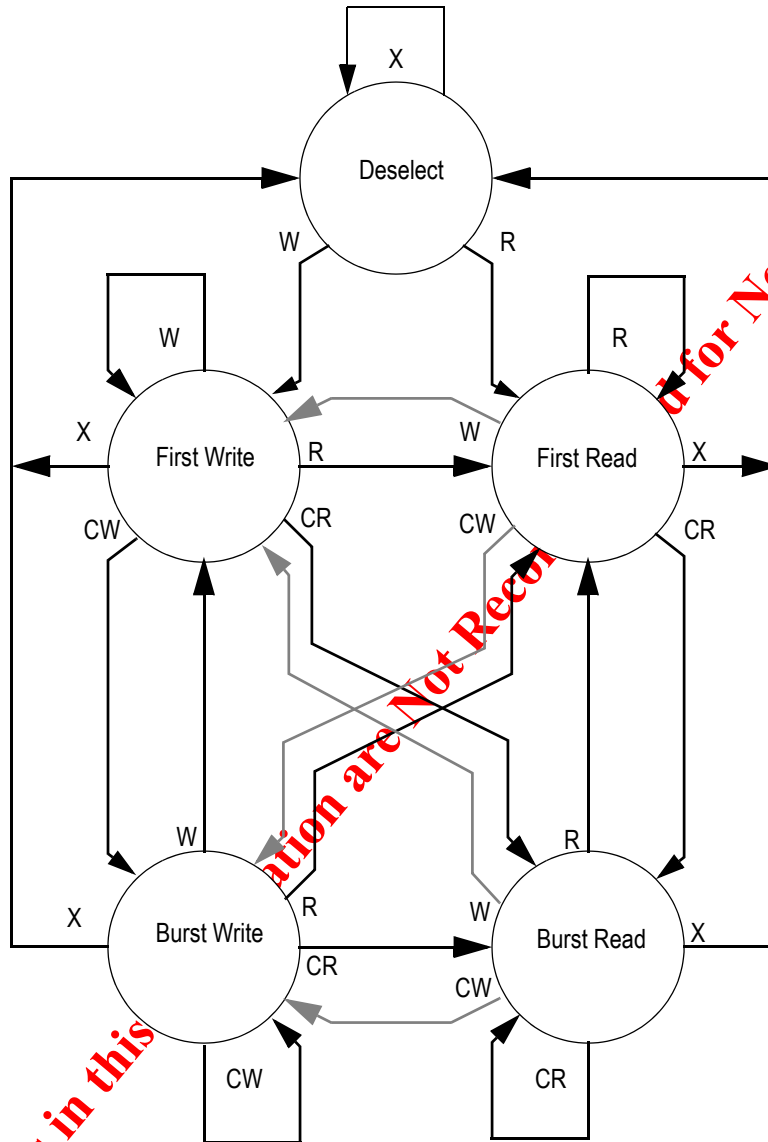 X
Deselect
W
R
W
R
X
First Write
R
W
First Read
X
CW
CR
CW
CR
W
R
X
Burst Write
R
W
Burst Read
X
CR
CW
CW
CR
in this
ation are Not Recor
d for